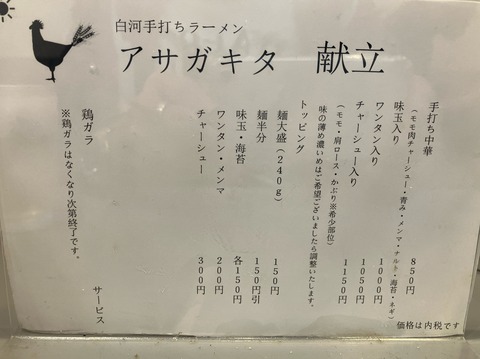 白河手打ちラーメン
アサガキタ 献立
手打ち中華 850円
(モモ肉チャーシュー・青み・メンマ・ナルト・海苔・ネギ)
味玉入り 1000円
ワンタン入り 1000円
チャーシュー入り 1050円
(モモ・肩ロース・かぶり※希少部位) 1150円
味の薄め濃いめはご希望ございましたら調整いたします。
トッピング
麺大盛(240g) 150円
麺半分 150円引
味玉・海苔 各150円
ワンタン・メンマ 200円
チャーシュー 300円
鶏ガラ サービス
※鶏ガラはなくなり次第終了です。
価格は内税です